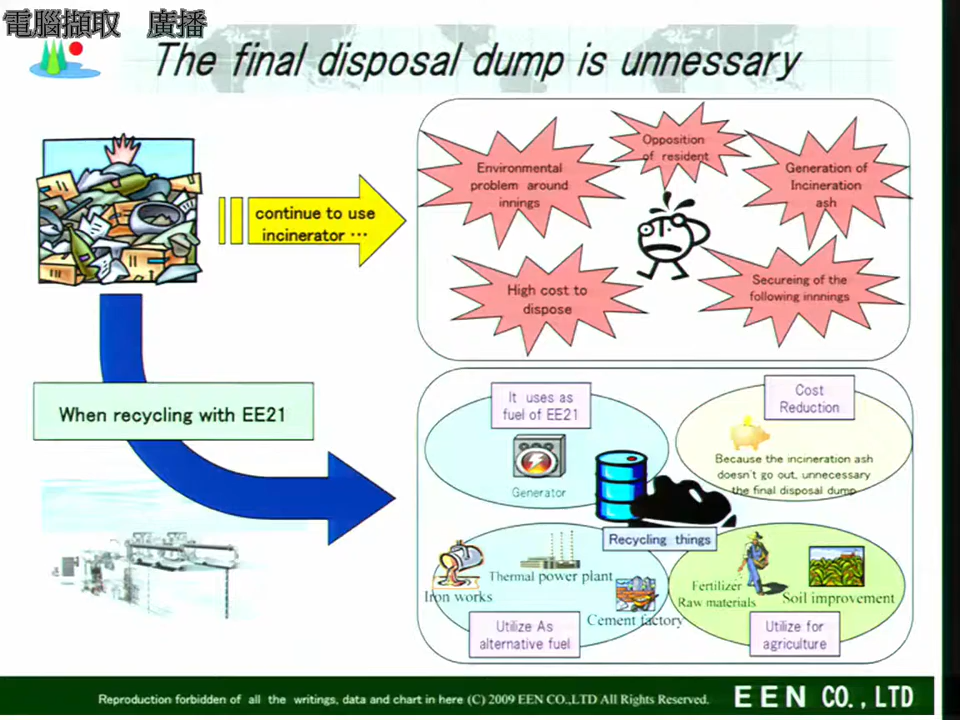 電腦擷取 廣播
The final disposal dump is unnessary
continue to use
incinerator …
Environmental
problem around
innings
Opposition
of resident
Generation of
Incineration
ash
High cost to
dispose
Secureing of the
following innnings
When recycling with EE21
It uses as
fuel of EE21
Generator
Cost
Reduction
Because the incineration ash
doesn't go out, unnecessary
the final disposal dump
Recycling things
Iron works
Thermal power plant
Cement factory
Utilize As
alternative fuel
Fertilizer
Raw materials
Soil improvement
Utilize for
agriculture
Reproduction forbidden of all the writings, data and chart in here (C) 2009 EEN CO.,LTD All Rights Reserved.
EEN CO., LTD